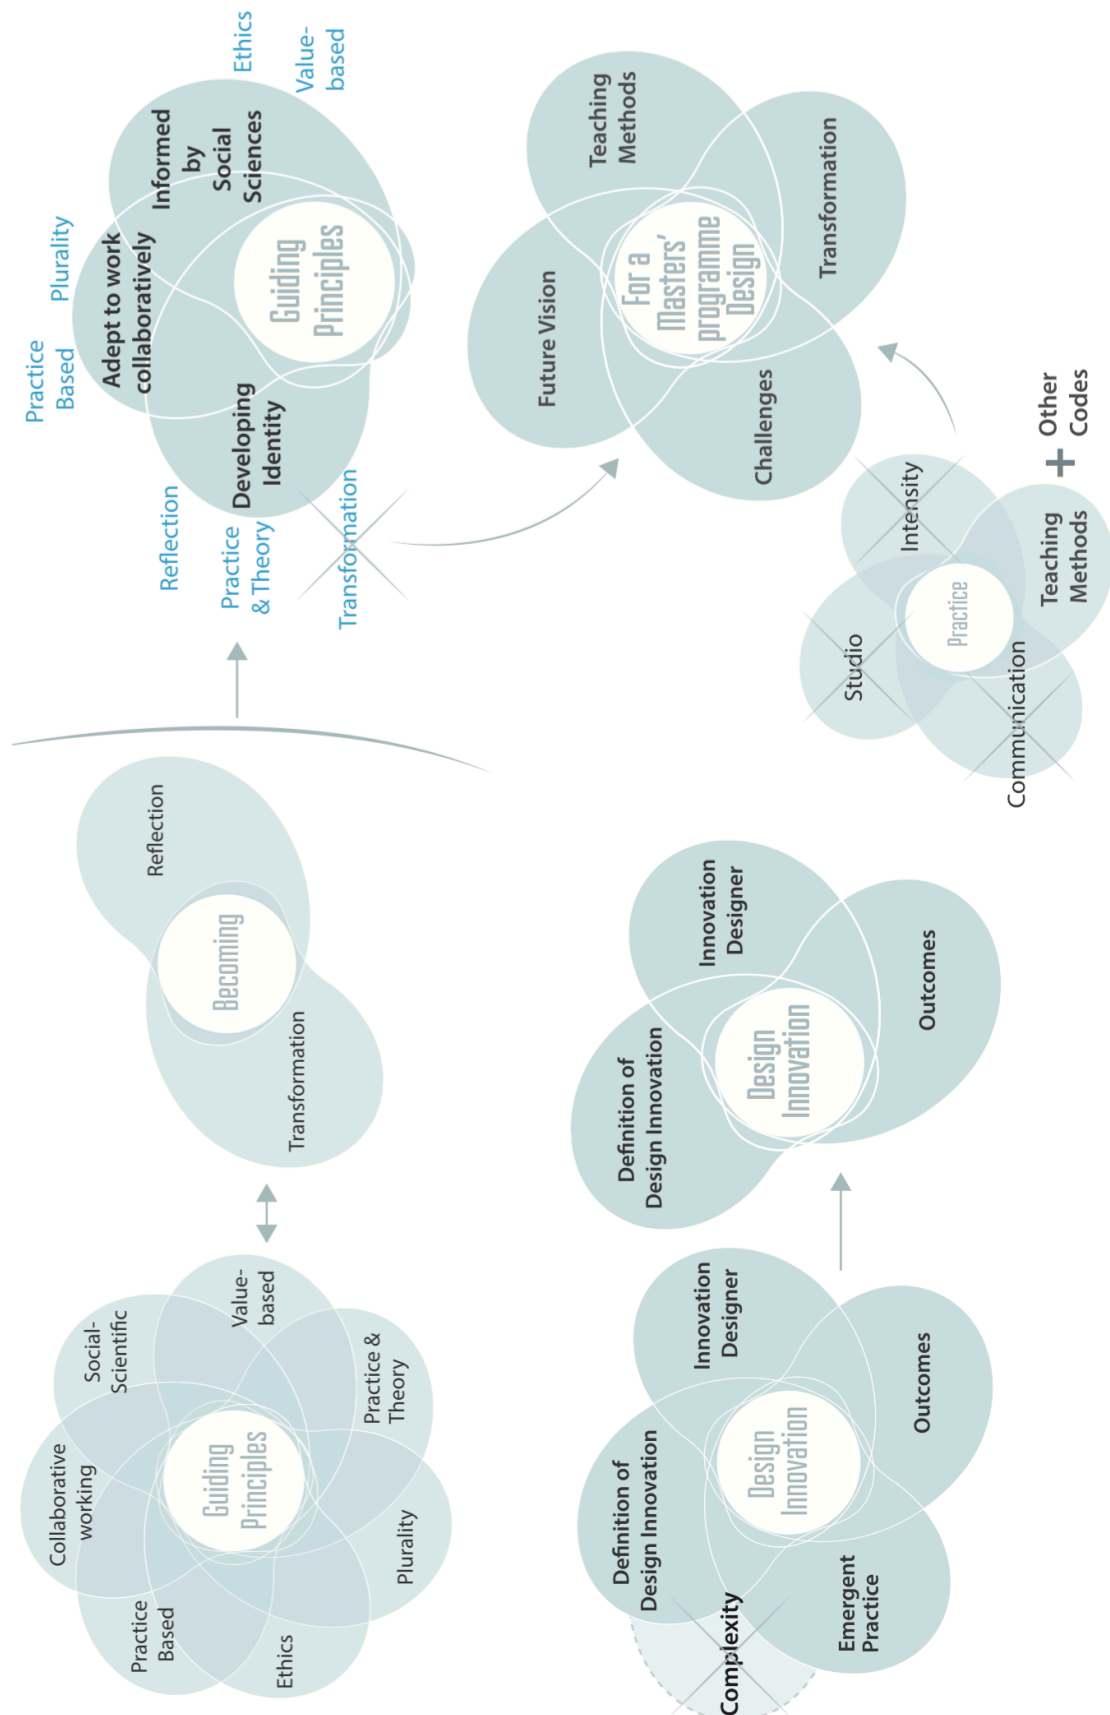 Social-
Scientific
Collaborative
working
Value-
based
Practice
Based
Guiding
Principles
Practice &
Theory
Ethics
Plurality
Reflection
Becoming
Transformation
Practice
Based
Plurality
Ethics
Value-
based
Reflection
Practice
& Theory
Transformation
Adept to work
collaboratively
Informed
by
Social
Sciences
Developing
Identity
Guiding
Principles
Definition of
Design Innovation
Innovation
Designer
Complexity
Design
Innovation
Emergent
Practice
Outcomes
Definition of
Design Innovation
Innovation
Designer
Design
Innovation
Outcomes
Future Vision
Teaching
Methods
For a
Masters’
programme
Design
Challenges
Transformation
Studio
Intensity
Practice
Communication
Teaching
Methods
+
Other
Codes